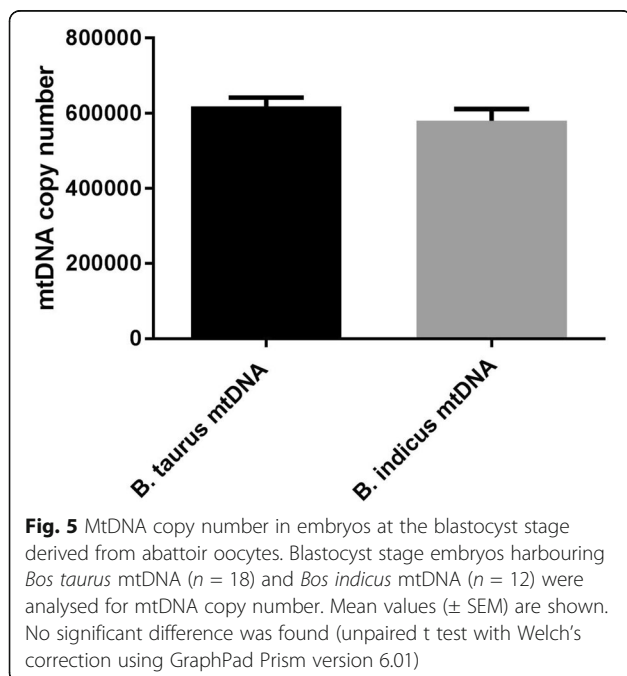 800000
600000
400000
200000
0
mtDNA copy number
B. taurus mtDNA
B. indicus mtDNA
Fig. 5 MtDNA copy number in embryos at the blastocyst stage
derived from abattoir oocytes. Blastocyst stage embryos harbouring
Bos taurus mtDNA (n = 18) and Bos indicus mtDNA (n = 12) were
analysed for mtDNA copy number. Mean values (± SEM) are shown.
No significant difference was found (unpaired t test with Welch's
correction using GraphPad Prism version 6.01)